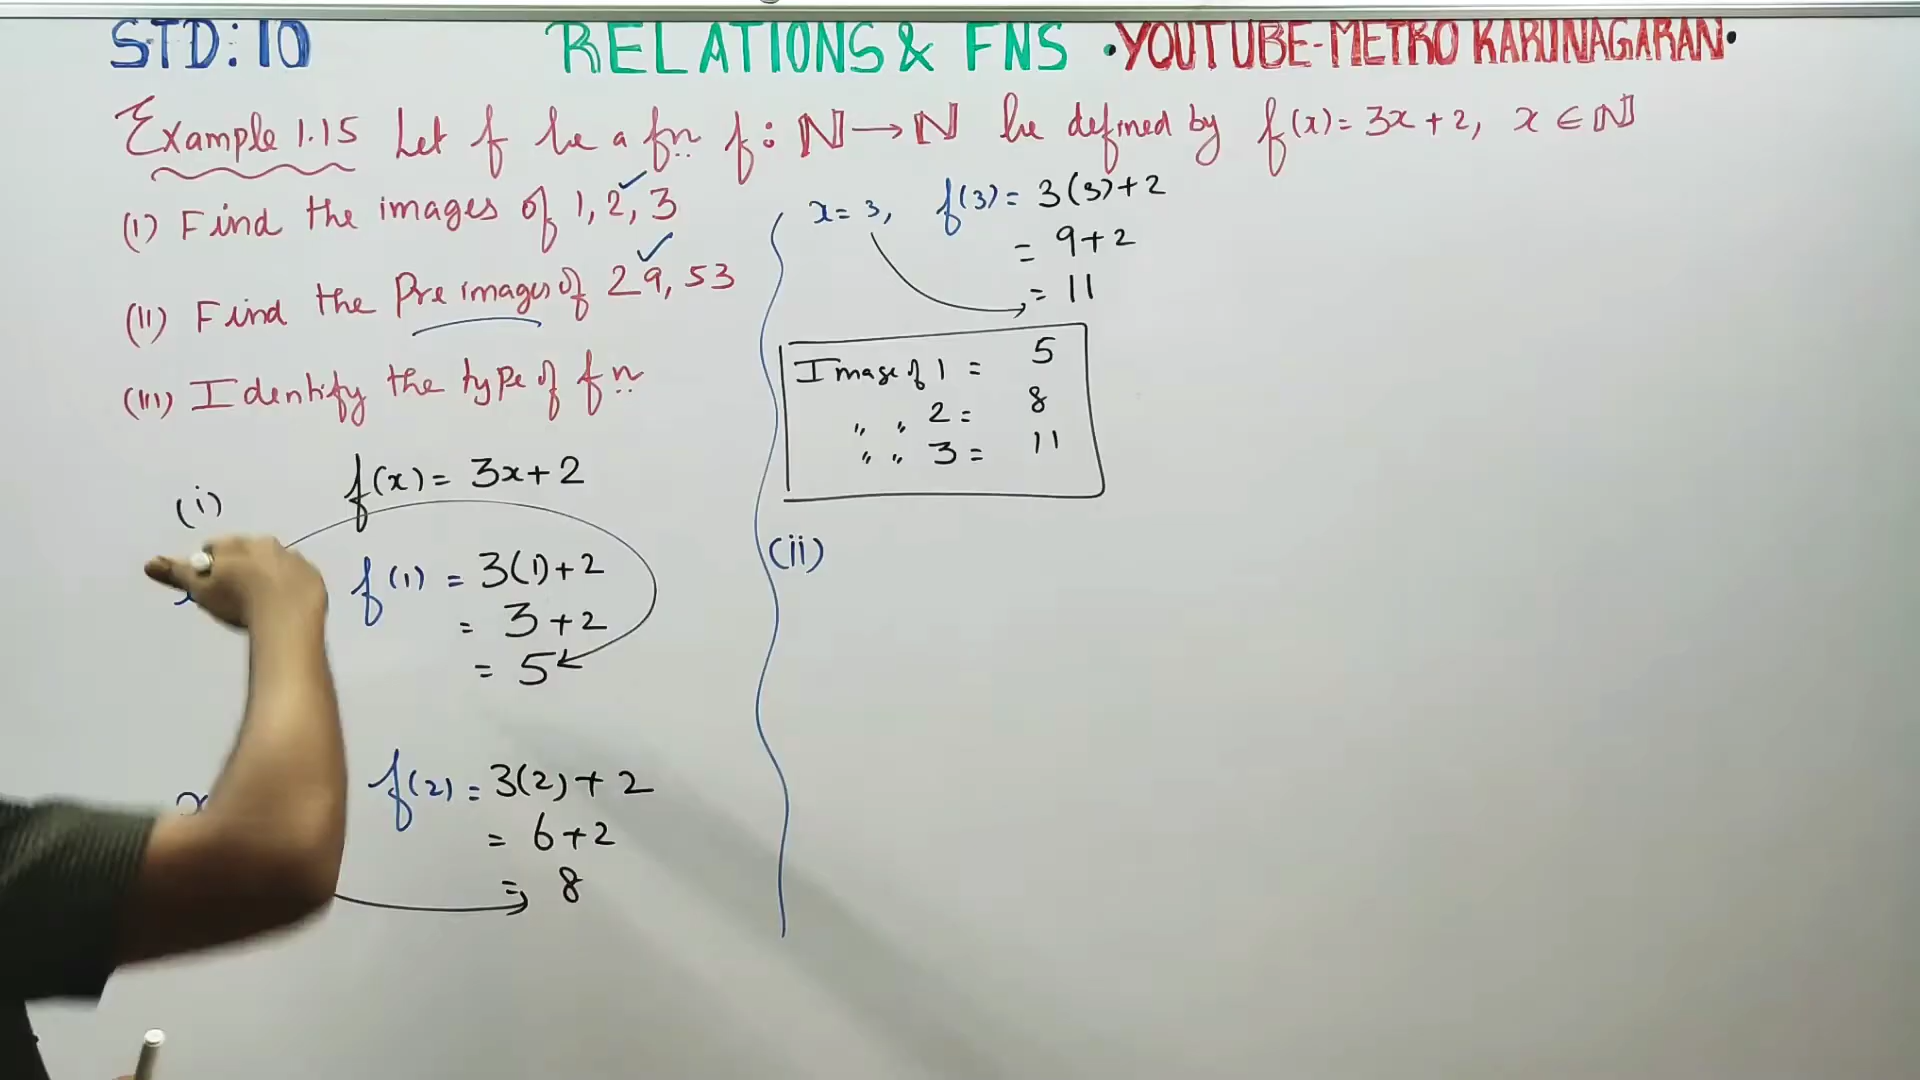 STD: 10 RELATIONS & FNS •YOUTUBE-METRO KARUNAGARAN•
Example 1.15 Let f be a fn f: ℕ→ℕ be defined by f(x)= 3x+2, x ∈ ℕ
(I) Find the images of 1, 2, 3
(II) Find the Pre images of 29, 53
(III) Identify the type of fn
(i) f(x)= 3x+2
f(1) = 3(1)+2
= 3+2
= 5
f(2) = 3(2)+2
= 6+2
= 8
x= 3, f(3)= 3(3)+2
= 9+2
= 11
Image of 1 = 5
〃 〃 2= 8
〃 〃 3= 11
(ii)